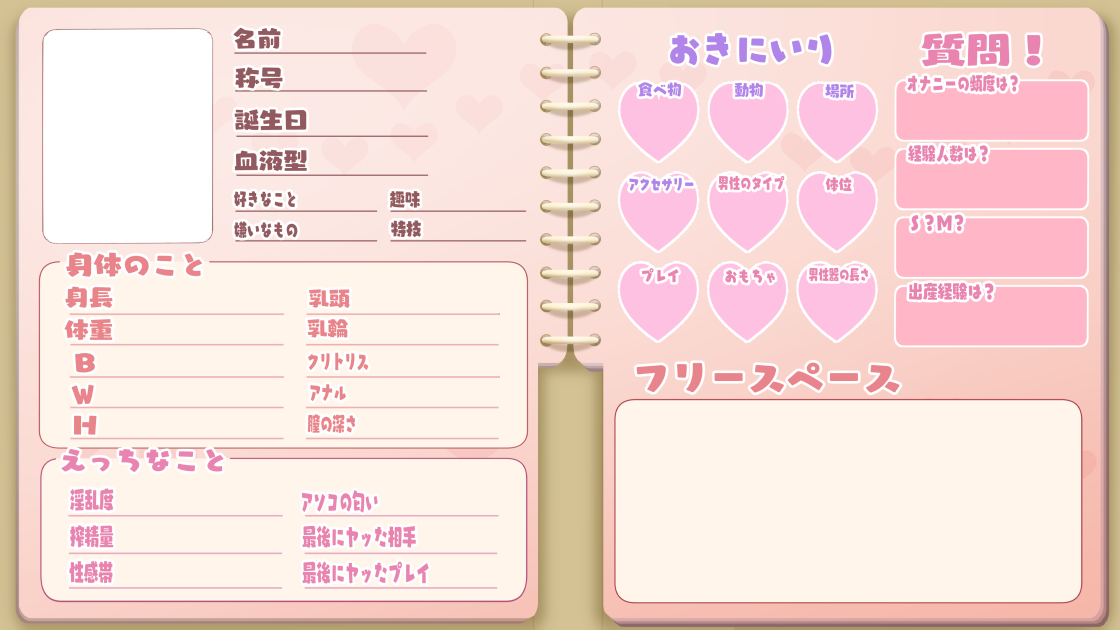 名前
称号
誕生日
血液型
好きなこと
趣味
嫌いなもの
特技
身体のこと
身長
乳頭
体重
乳輪
B
クリトリス
W
アナル
H
膣の深さ
えっちなこと
淫乱度
アソコの匂い
搾精量
最後にヤッた相手
性感帯
最後にヤッたプレイ
おきにいり
食べ物
動物
場所
アクセサリー
男性のタイプ
体位
プレイ
おもちゃ
男性器の長さ
質問！
オナニーの頻度は？
経験人数は？
S？M？
出産経験は？
フリースペース